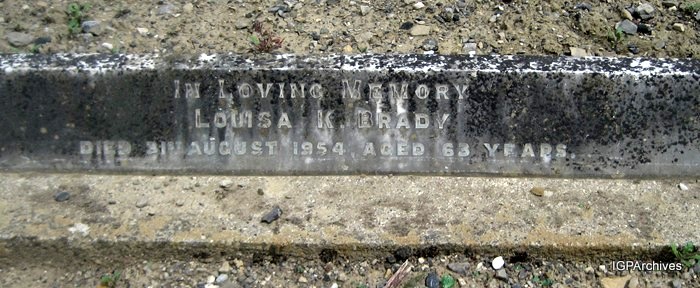 IN LOVING MEMORY
LOUISA K. BRADY
DIED 31ST AUGUST 1954 AGED 63 YEARS.
IGPArchives